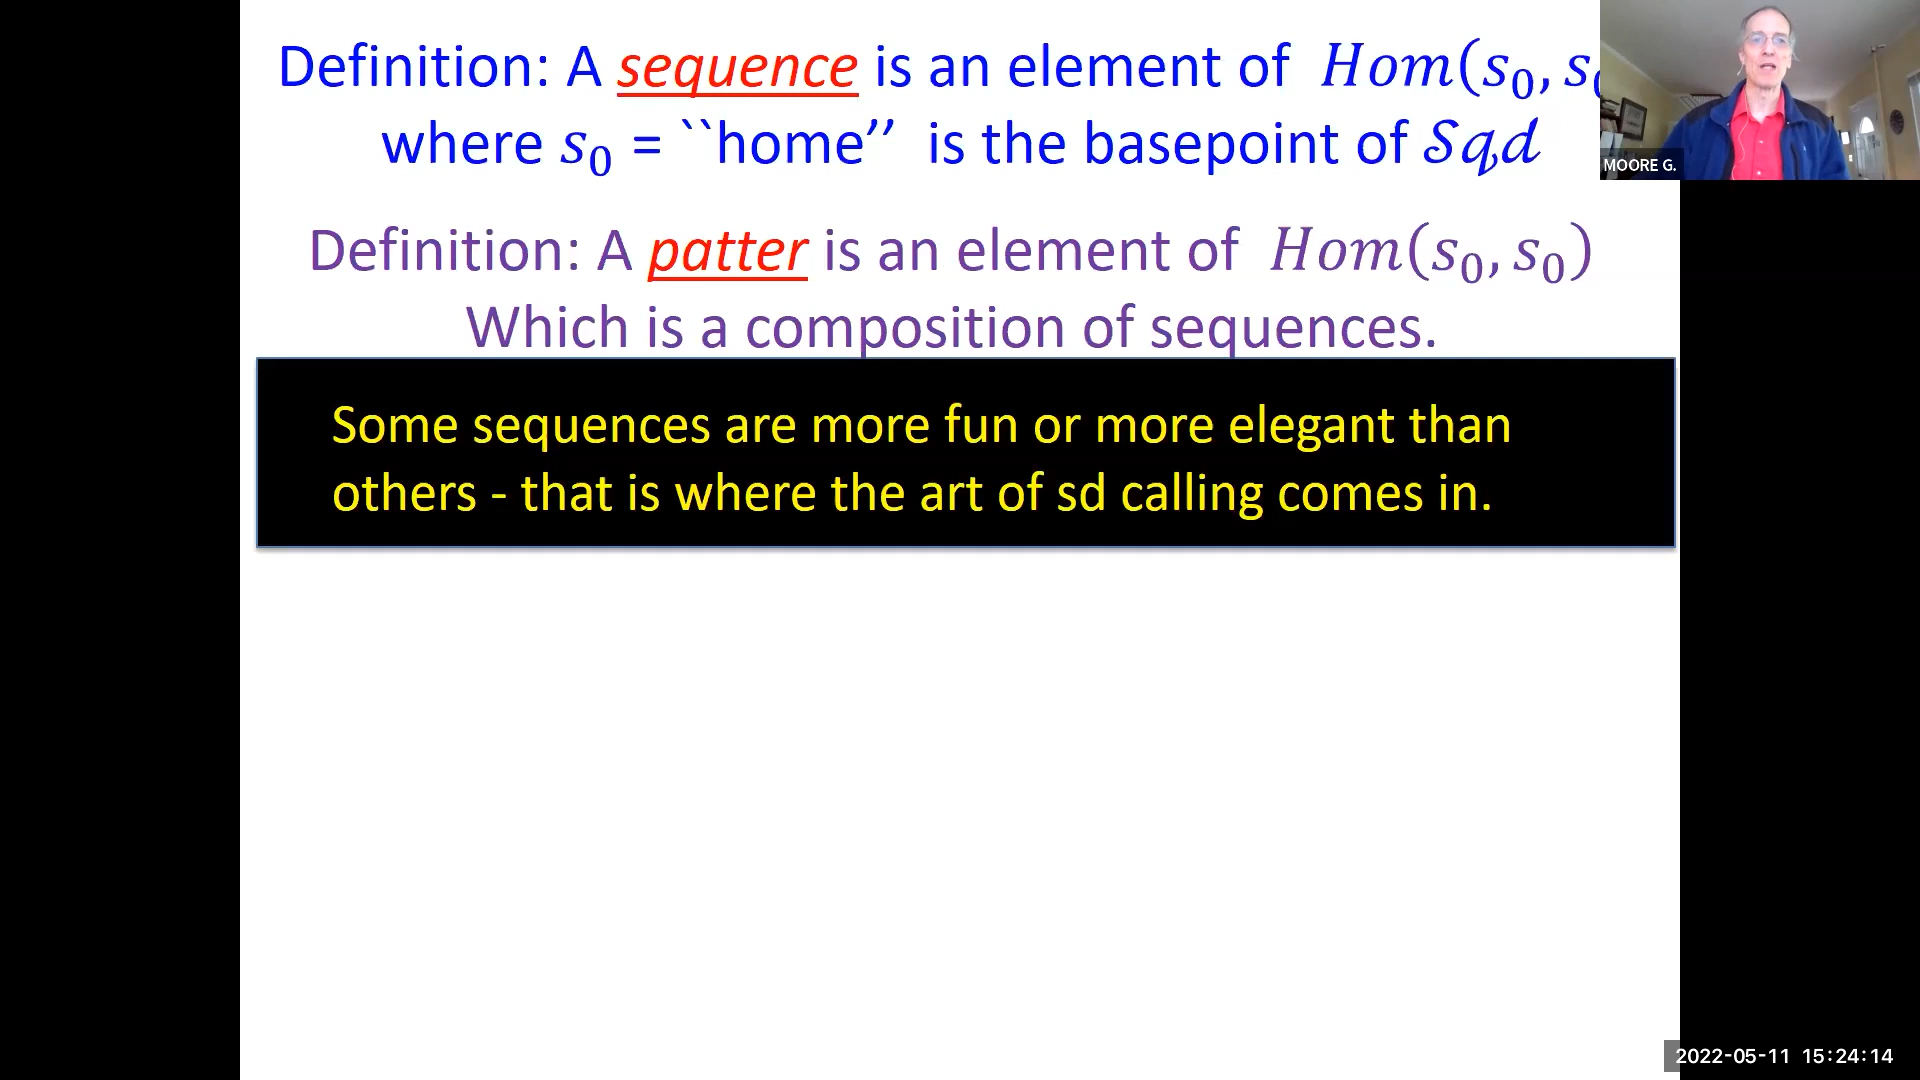 Definition: A sequence is an element of Hom(s₀, s₀
where s₀ = ``home’’ is the basepoint of 𝒮𝓆𝒹
MOORE G.
Definition: A patter is an element of Hom(s₀, s₀)
Which is a composition of sequences.
Some sequences are more fun or more elegant than
others - that is where the art of sd calling comes in.
2022-05-11 15:24:14